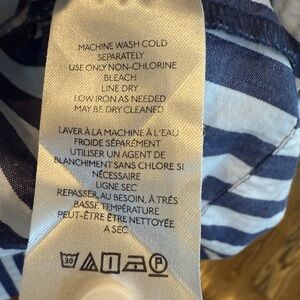 MACHINE WASH COLD
SEPARATELY
USE ONLY NON-CHLORINE
BLEACH
LINE DRY
LOW IRON AS NEEDED
MAY BE DRY CLEANED
LAVER À LA MACHINE À L'EAU
FROIDE SÉPARÉMENT
UTILISER UN AGENT DE
BLANCHIMENT SANS CHLORE SI
NÉCESSAIRE
LIGNE SEC
REPASSER, AU BESOIN, À TRÈS
BASSE TEMPÉRATURE
PEUT-ÊTRE ÊTRE NETTOYÉE
A SEC
30
P